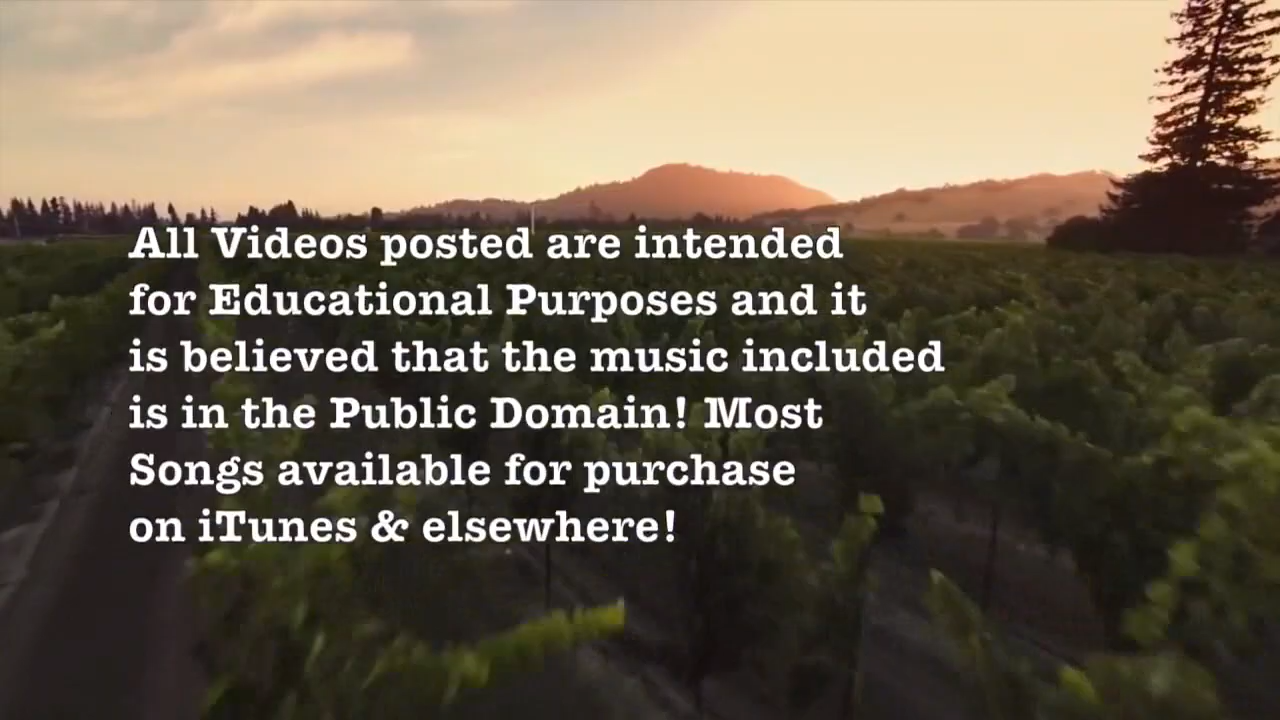 All Videos posted are intended
for Educational Purposes and it
is believed that the music included
is in the Public Domain! Most
Songs available for purchase
on iTunes & elsewhere!